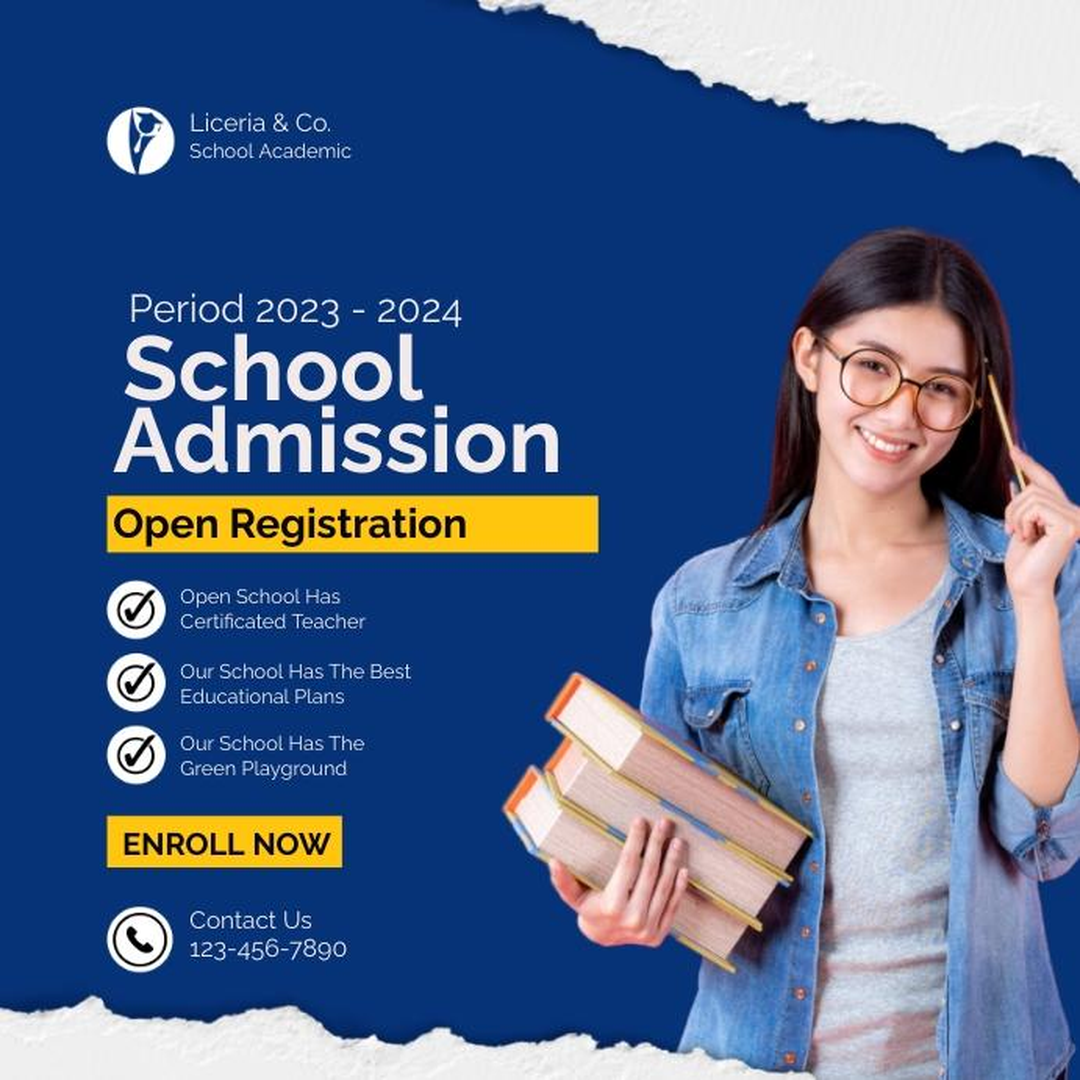 Liceria & Co.
School Academic
Period 2023 - 2024
School
Admission
Open Registration
Open School Has
Certificated Teacher
Our School Has The Best
Educational Plans
Our School Has The
Green Playground
ENROLL NOW
Contact Us
123-456-7890